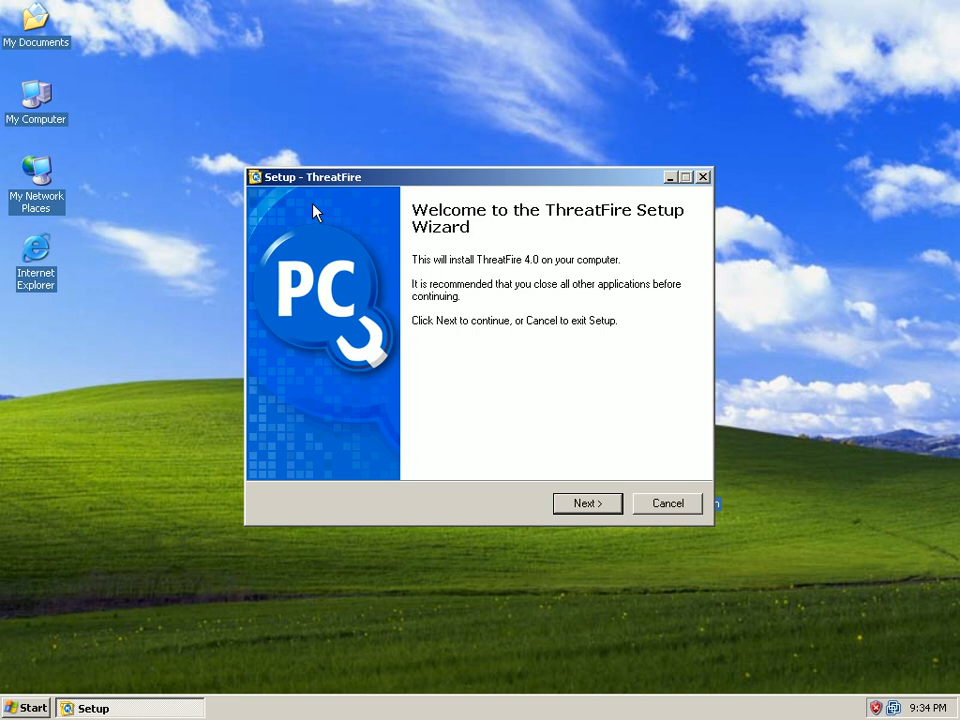 My Documents
My Computer
My Network
Places
Internet
Explorer
Setup - ThreatFire
PC
Welcome to the ThreatFire Setup
Wizard
This will install ThreatFire 4.0 on your computer.
It is recommended that you close all other applications before
continuing.
Click Next to continue, or Cancel to exit Setup.
Next >
Cancel
Start
Setup
9:34 PM